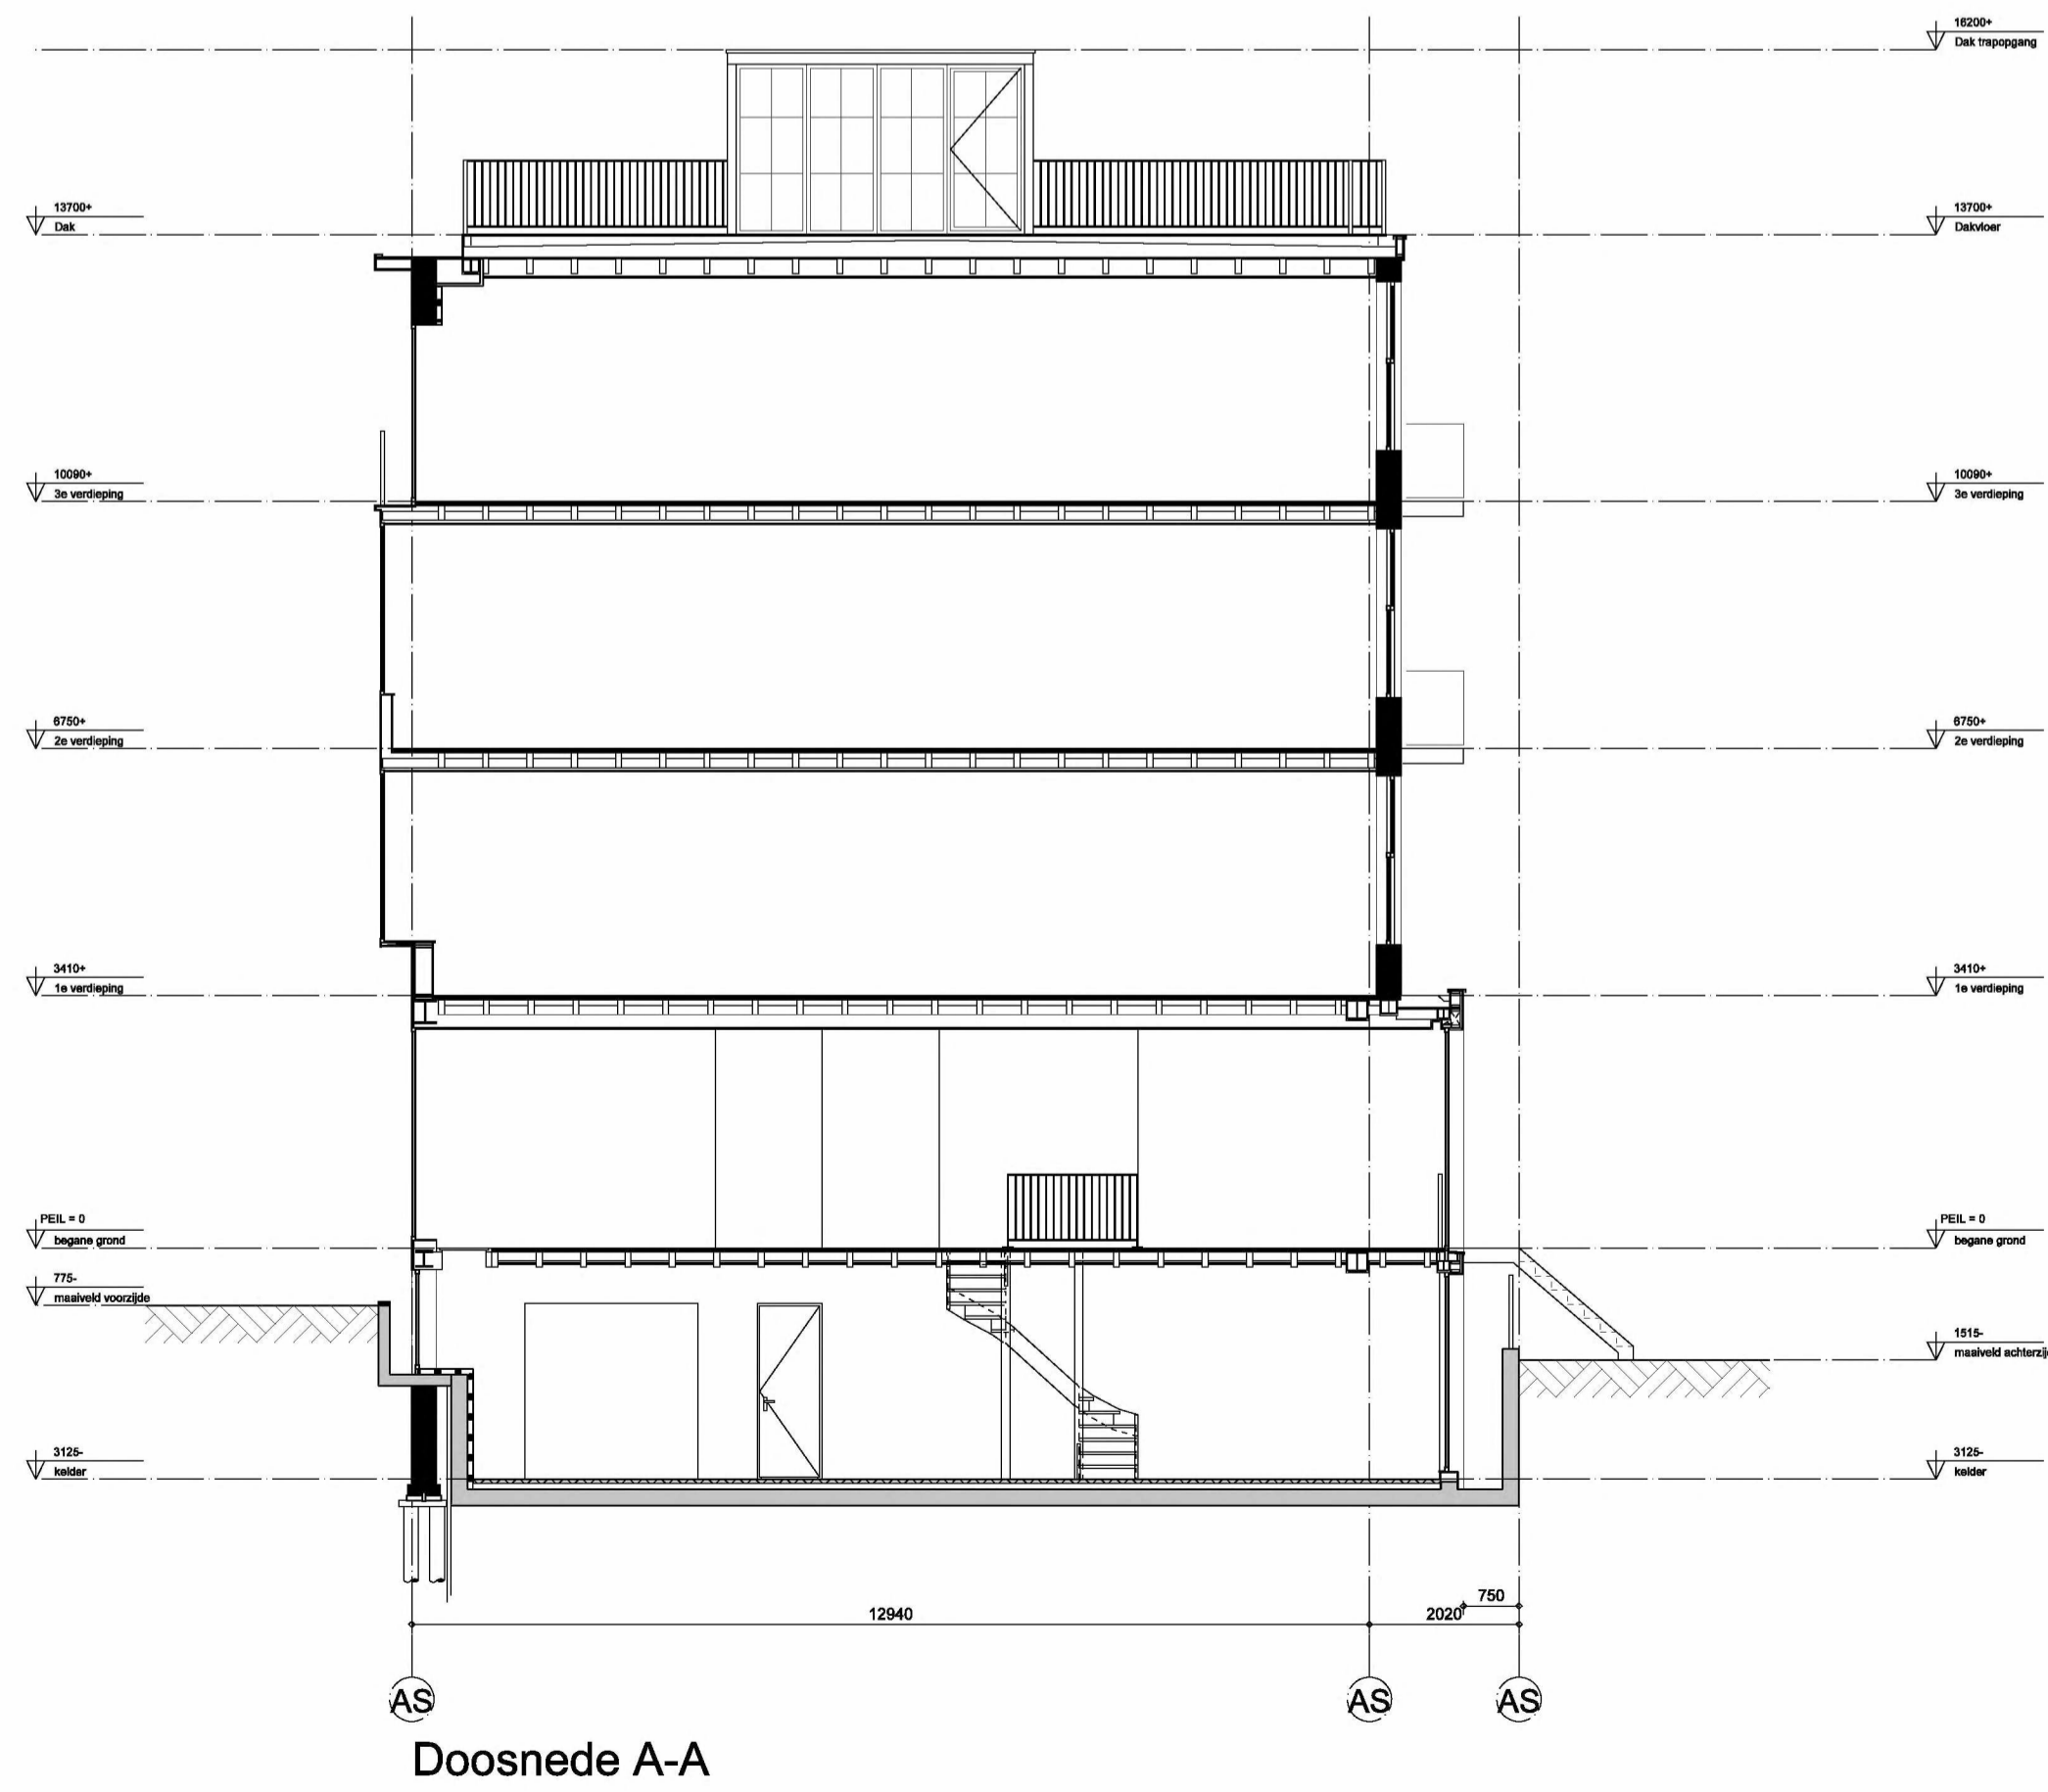 16200+
Dak trapopgang
13700+
Dak
13700+
Dakvloer
10090+
3e verdieping
10090+
3e verdieping
6750+
2e verdieping
6750+
2e verdieping
3410+
1e verdieping
3410+
1e verdieping
PEIL = 0
begane grond
PEIL = 0
begane grond
775-
maaiveld voorzijde
1515-
maaiveld achterzij
3125-
kelder
3125-
kelder
750
12940
2020
AS
AS
AS
Doosnede A-A